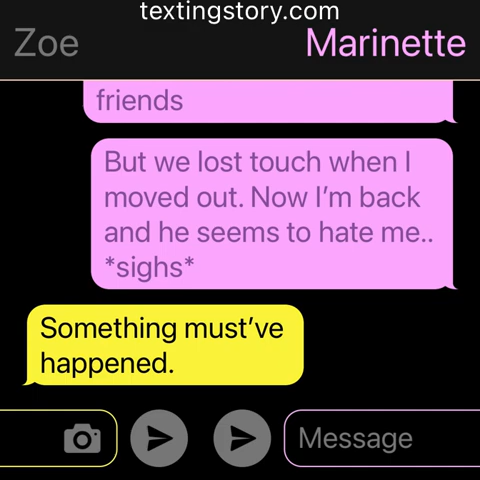 textingstory.com
Zoe
Marinette
friends
But we lost touch when I
moved out. Now I’m back
and he seems to hate me..
*sighs*
Something must’ve
happened.
Message